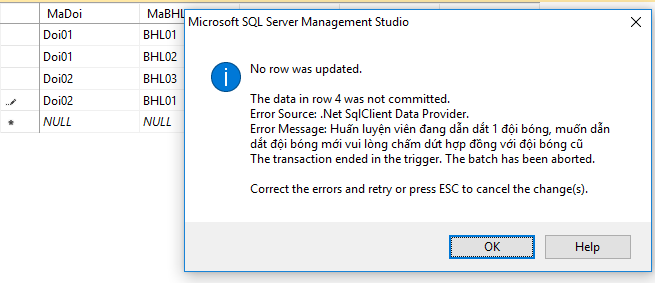 MaDoi MaBHL
Microsoft SQL Server Management Studio
Doi01 BHL01
Doi01 BHL02
Doi02 BHL03
Doi02 BHL01
NULL NULL
No row was updated.
The data in row 4 was not committed.
Error Source: .Net SqlClient Data Provider.
Error Message: Huấn luyện viên đang dẫn dắt 1 đội bóng, muốn dẫn
dắt đội bóng mới vui lòng chấm dứt hợp đồng với đội bóng cũ
The transaction ended in the trigger. The batch has been aborted.
Correct the errors and retry or press ESC to cancel the change(s).
OK Help